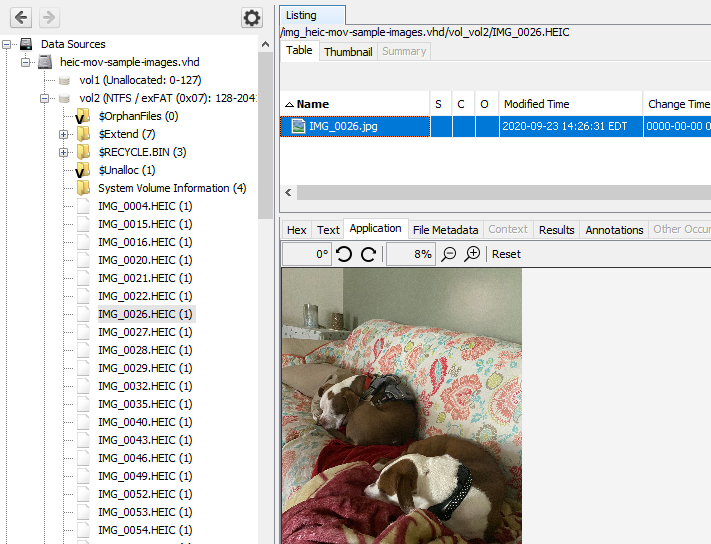 Data Sources
heic-mov-sample-images.vhd
vol1 (Unallocated: 0-127)
vol2 (NTFS / exFAT (0x07): 128-204
$OrphanFiles (0)
$Extend (7)
$RECYCLE.BIN (3)
$Unalloc (1)
System Volume Information (4)
IMG_0004.HEIC (1)
IMG_0015.HEIC (1)
IMG_0016.HEIC (1)
IMG_0020.HEIC (1)
IMG_0021.HEIC (1)
IMG_0022.HEIC (1)
IMG_0026.HEIC (1)
IMG_0027.HEIC (1)
IMG_0028.HEIC (1)
IMG_0029.HEIC (1)
IMG_0032.HEIC (1)
IMG_0035.HEIC (1)
IMG_0040.HEIC (1)
IMG_0043.HEIC (1)
IMG_0046.HEIC (1)
IMG_0049.HEIC (1)
IMG_0052.HEIC (1)
IMG_0053.HEIC (1)
IMG_0054.HEIC (1)
Listing
/img_heic-mov-sample-images.vhd/vol_vol2/IMG_0026.HEIC
Table Thumbnail Summary
Name S C O Modified Time Change Time
IMG_0026.jpg 2020-09-23 14:26:31 EDT 0000-00-00 0
Hex Text Application File Metadata Context Results Annotations Other Occur
0° 8% Reset